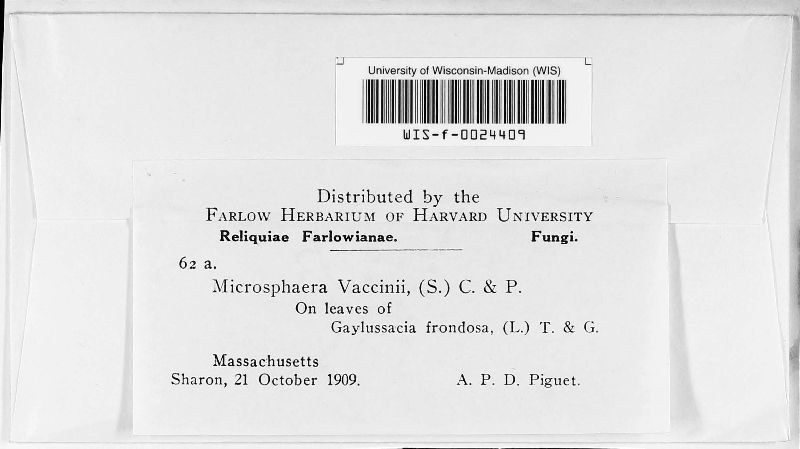 University of Wisconsin-Madison (WIS)
WIS-f-0024409
Distributed by the
FARLOW HERBARIUM OF HARVARD UNIVERSITY
Reliquiae Farlowianae. Fungi.
62 a.
Microsphaera Vaccinii, (S.) C. & P.
On leaves of
Gaylussacia frondosa, (L.) T. & G.
Massachusetts
Sharon, 21 October 1909. A. P. D. Piguet.